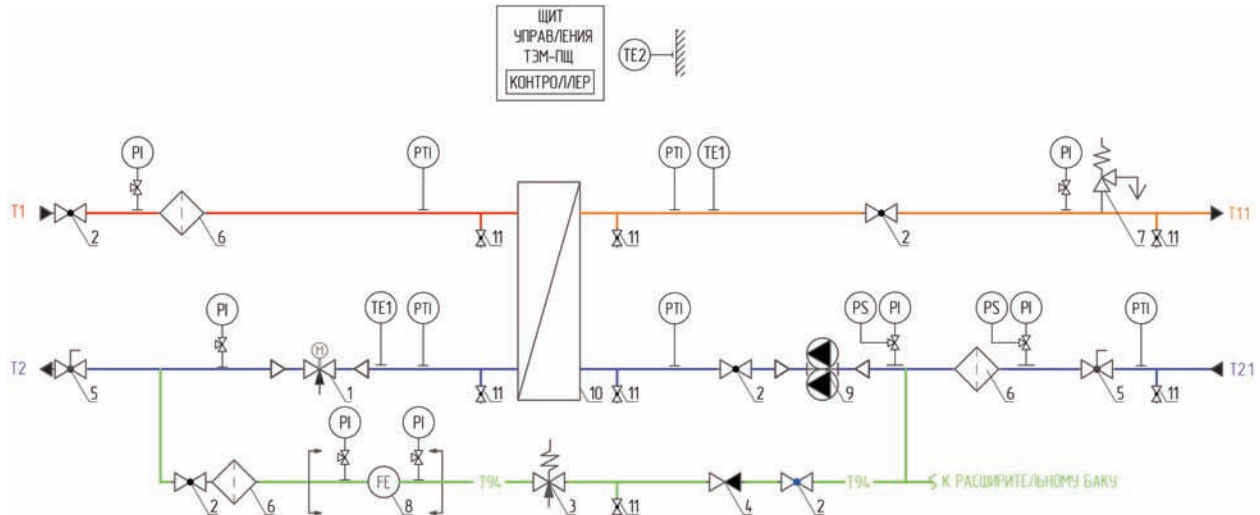 ЩИТ
УПРАВЛЕНИЯ
ТЭМ-ПЩ
КОНТРОЛЛЕР
TE2
PI
PTI
PTI
TE1
PI
T1
2
6
11
11
2
7
11
T11
PI
TE1
PTI
PTI
PS
PI
PS
PI
PTI
T2
5
1
11
10
11
2
9
6
5
11
T21
PI
PI
2
6
FE
8
T94
3
11
4
2
T94
К РАСШИРИТЕЛЬНОМУ БАКУ
M